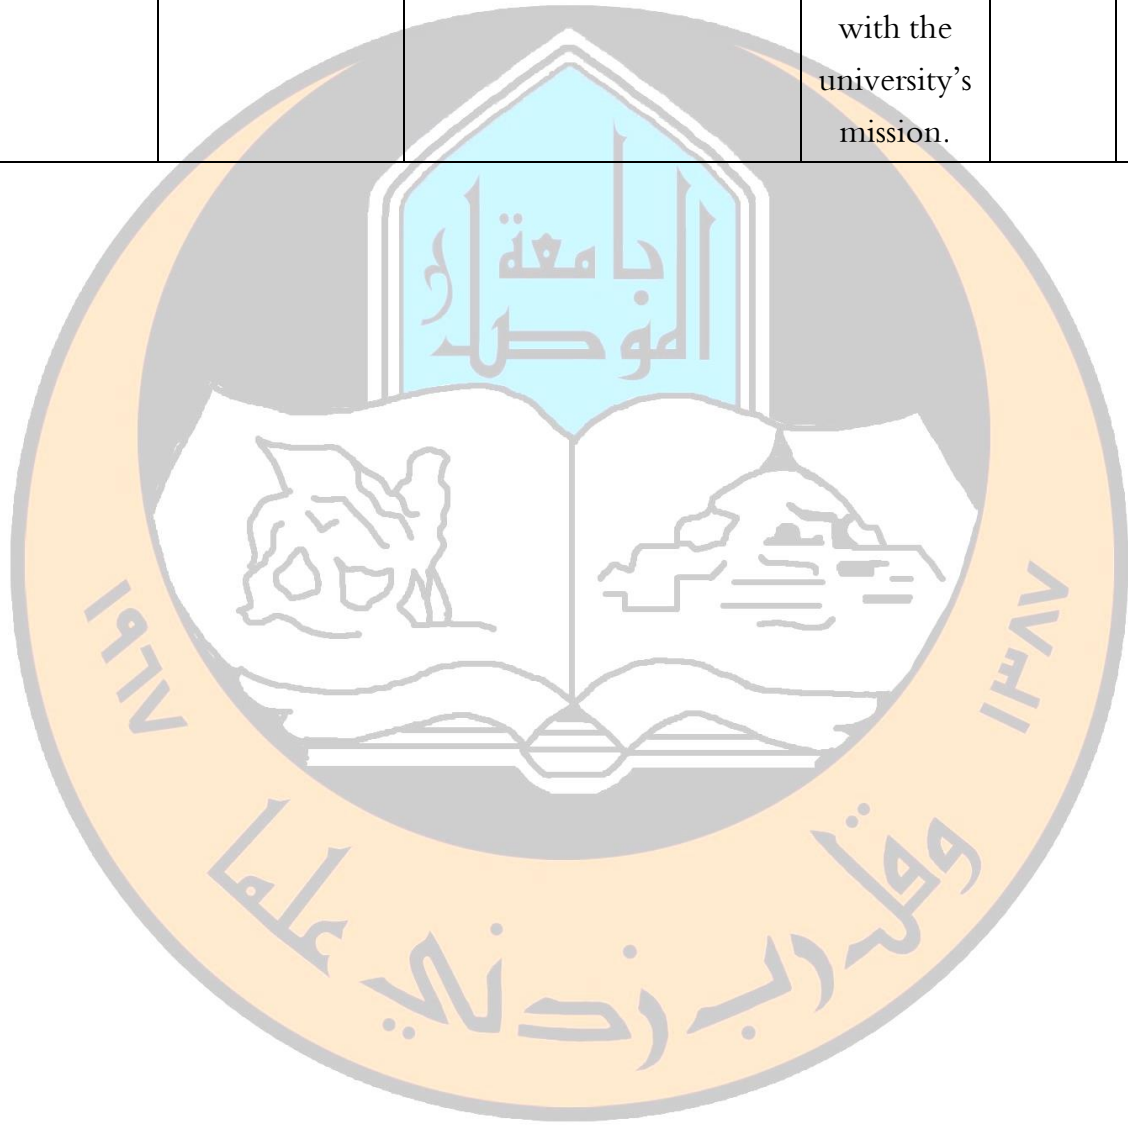 with the
university’s
mission.
جامعة
الموصل
١٩٦٧
١٣٨٧
وقل رب زدني علما